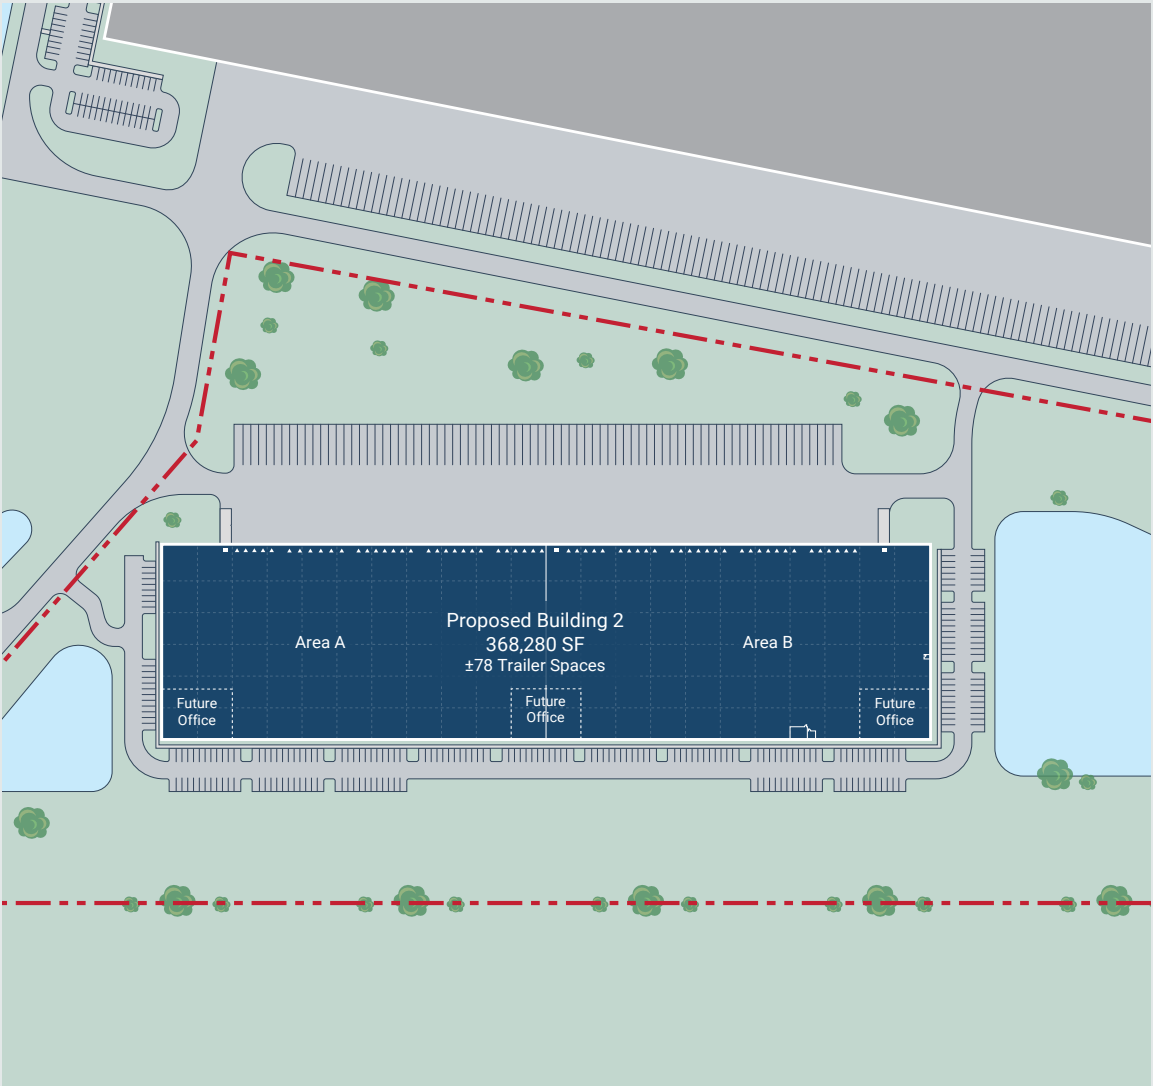 Proposed Building 2
368,280 SF
±78 Trailer Spaces
Area A
Area B
Future
Office
Future
Office
Future
Office